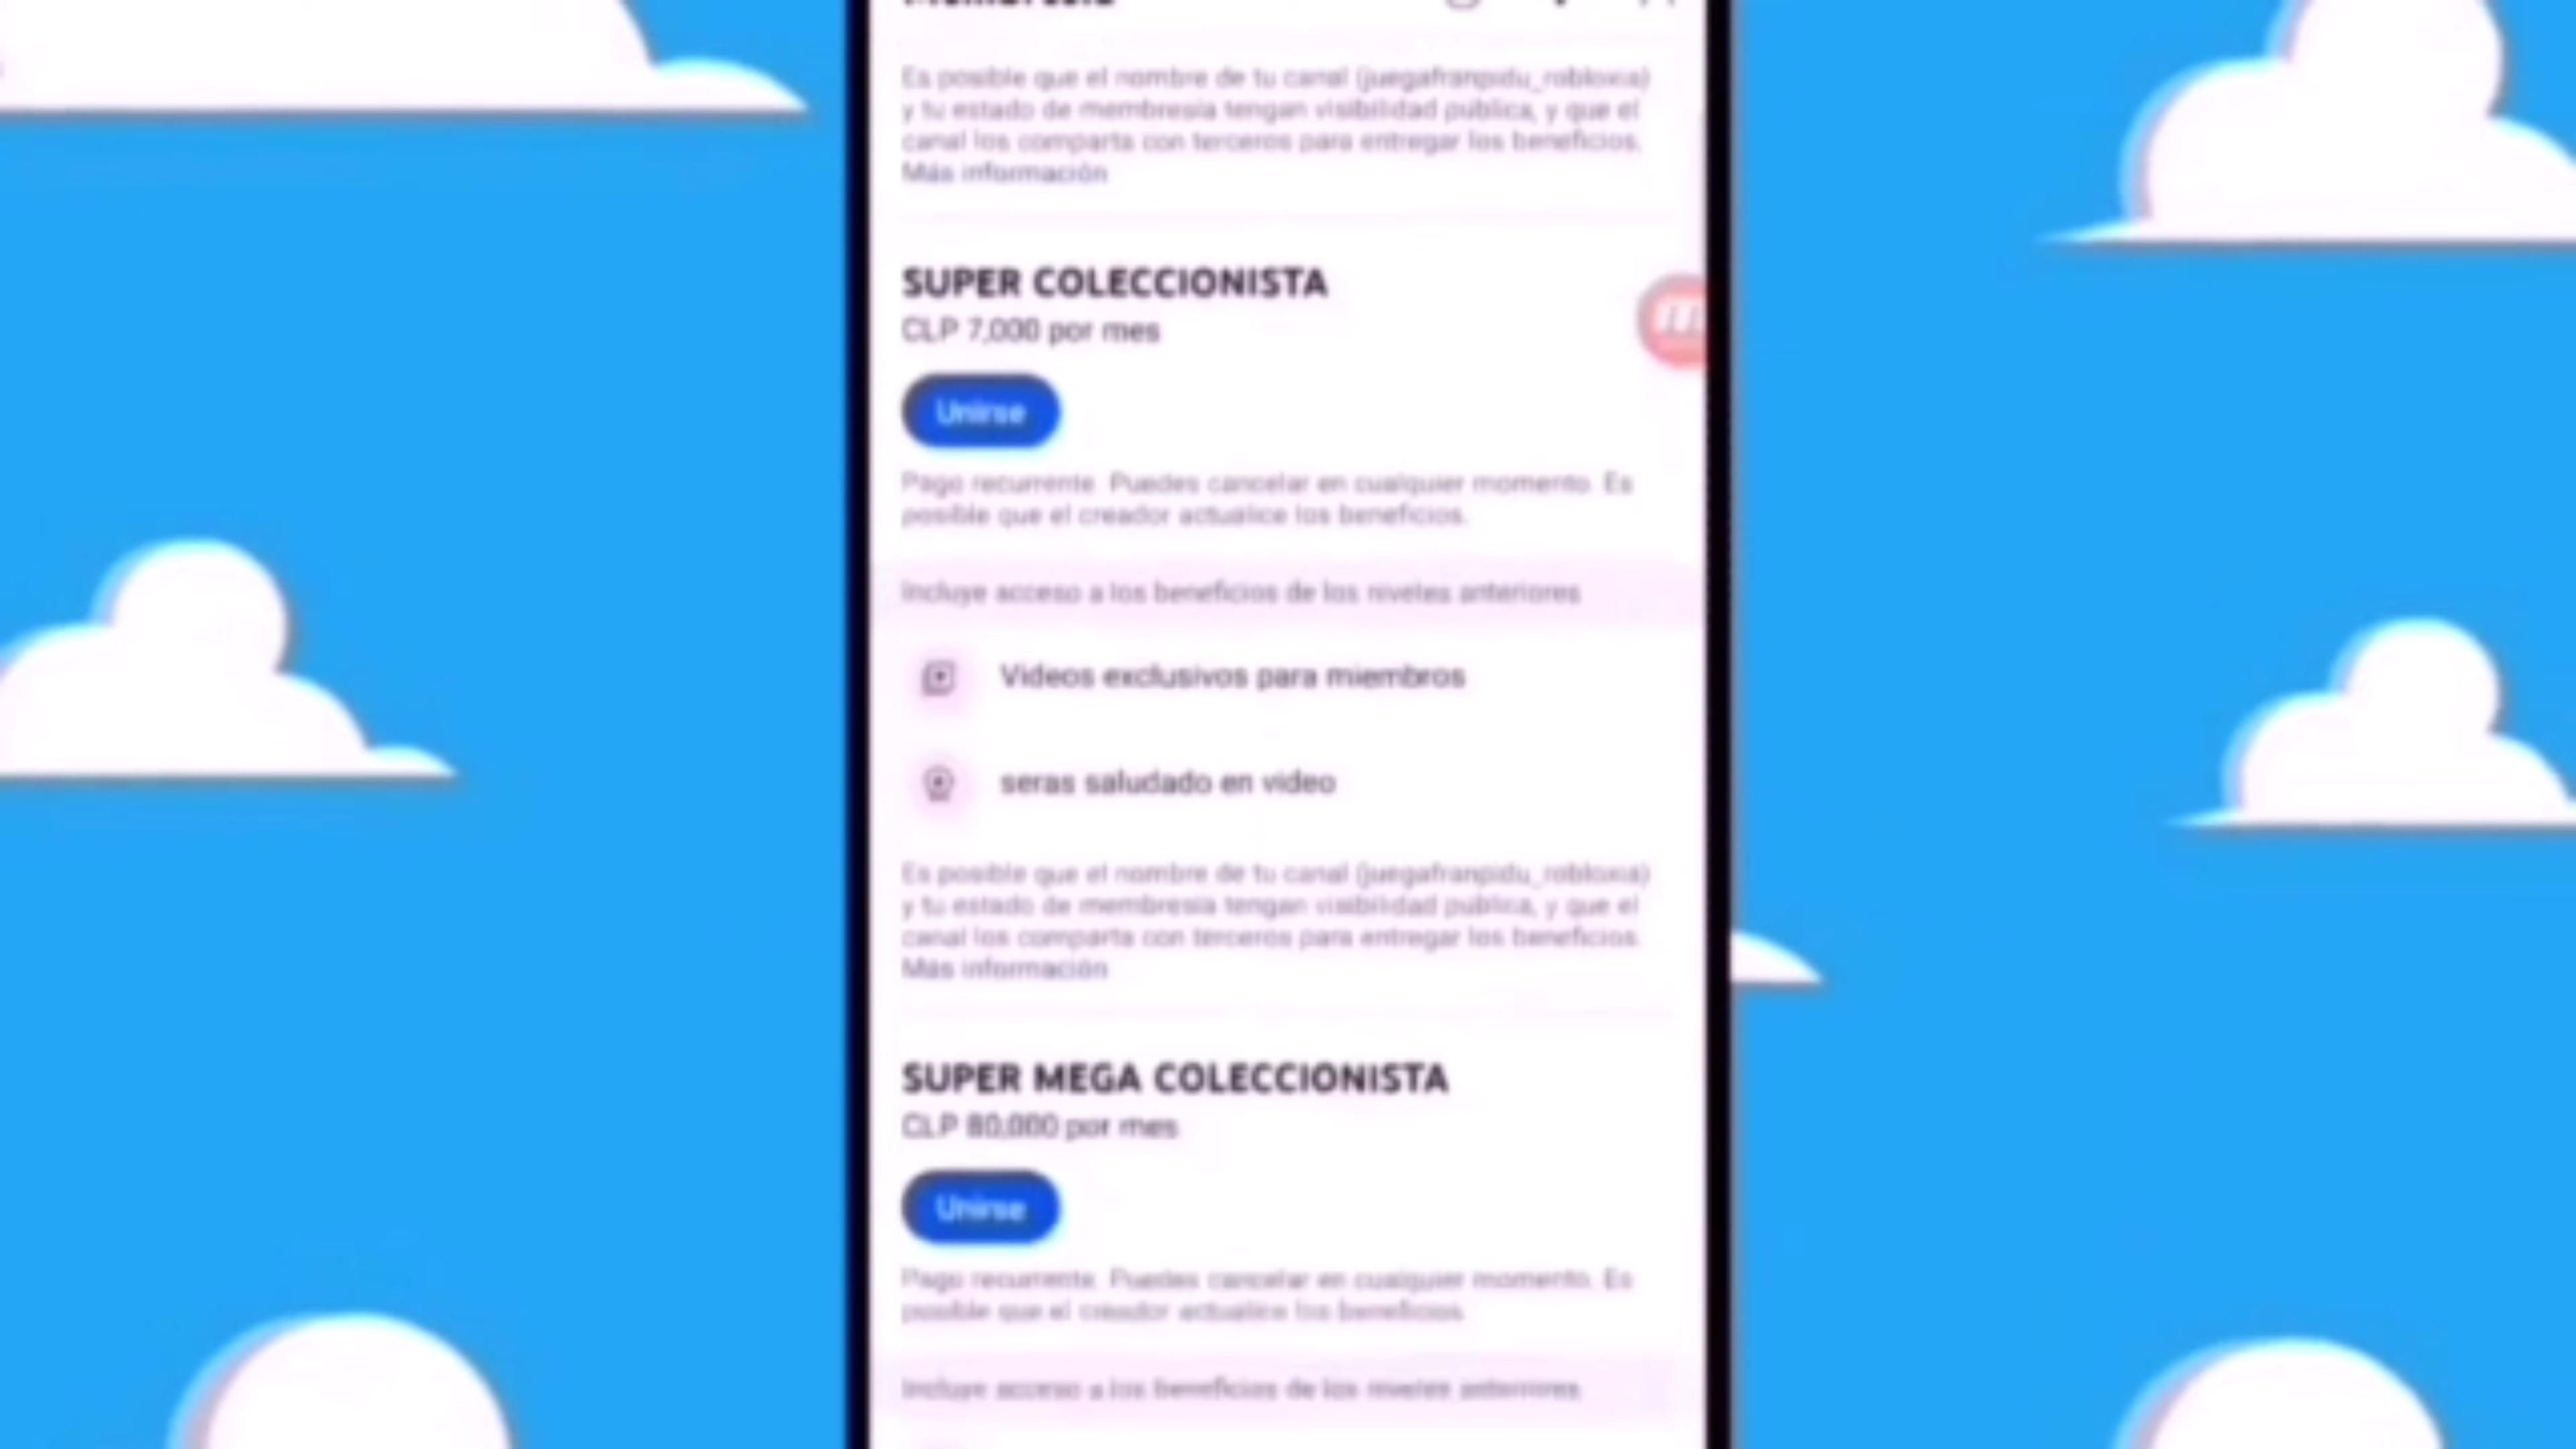 Es posible que el nombre de tu canal (juegafranpidu_robloxia)
y tu estado de membresía tengan visibilidad pública, y que el
canal los comparta con terceros para entregar los beneficios.
Más información
SUPER COLECCIONISTA
CLP 7,000 por mes
Unirse
Pago recurrente. Puedes cancelar en cualquier momento. Es
posible que el creador actualice los beneficios.
Incluye acceso a los beneficios de los niveles anteriores
Videos exclusivos para miembros
seras saludado en video
Es posible que el nombre de tu canal (juegafranpidu_robloxia)
y tu estado de membresía tengan visibilidad pública, y que el
canal los comparta con terceros para entregar los beneficios.
Más información
SUPER MEGA COLECCIONISTA
CLP 80,000 por mes
Unirse
Pago recurrente. Puedes cancelar en cualquier momento. Es
posible que el creador actualice los beneficios.
Incluye acceso a los beneficios de los niveles anteriores